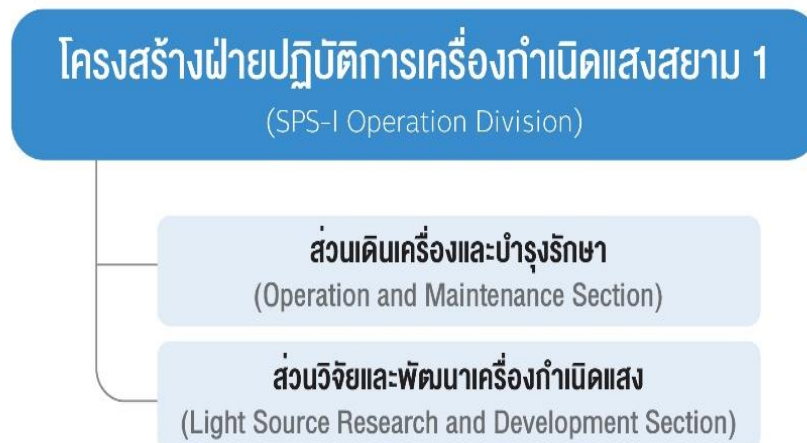 โครงสร้างฝ่ายปฏิบัติการเครื่องกำเนิดแสงสยาม 1
(SPS-I Operation Division)
ส่วนเดินเครื่องและบำรุงรักษา
(Operation and Maintenance Section)
ส่วนวิจัยและพัฒนาเครื่องกำเนิดแสง
(Light Source Research and Development Section)